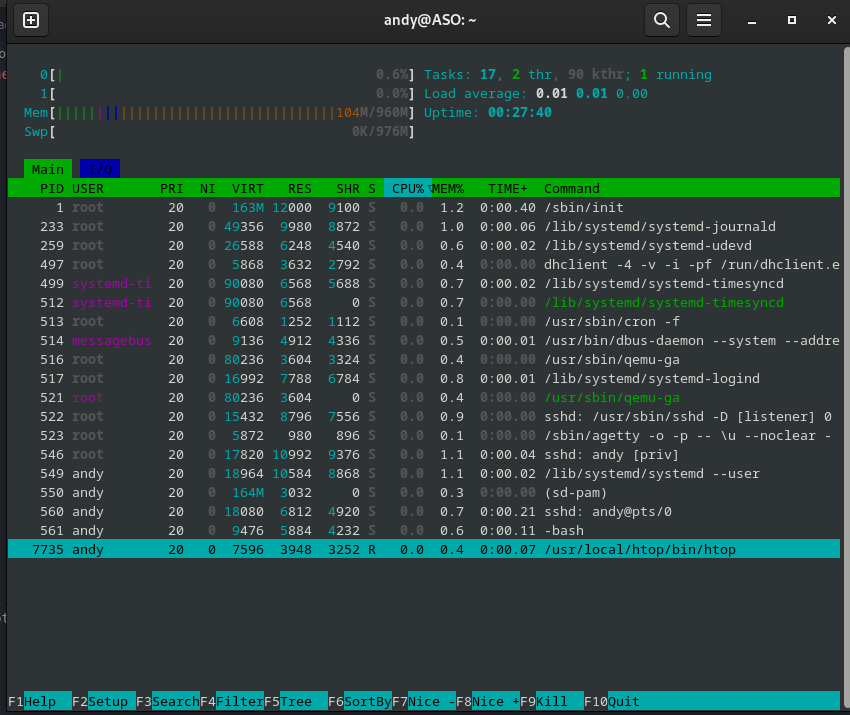 andy@ASO: ~
0[| 0.6%] Tasks: 17, 2 thr, 90 kthr; 1 running
1[ 0.0%] Load average: 0.01 0.01 0.00
Mem[|||||||||||||||||||||||||||||||||||104M/960M] Uptime: 00:27:40
Swp[ 0K/976M]
Main I/O
PID USER PRI NI VIRT RES SHR S CPU%▽MEM% TIME+ Command
1 root 20 0 163M 12000 9100 S 0.0 1.2 0:00.40 /sbin/init
233 root 20 0 49356 9980 8872 S 0.0 1.0 0:00.06 /lib/systemd/systemd-journald
259 root 20 0 26588 6248 4540 S 0.0 0.6 0:00.02 /lib/systemd/systemd-udevd
497 root 20 0 5868 3632 2792 S 0.0 0.4 0:00.00 dhclient -4 -v -i -pf /run/dhclient.e
499 systemd-ti 20 0 90080 6568 5688 S 0.0 0.7 0:00.02 /lib/systemd/systemd-timesyncd
512 systemd-ti 20 0 90080 6568 0 S 0.0 0.7 0:00.00 /lib/systemd/systemd-timesyncd
513 root 20 0 6608 1252 1112 S 0.0 0.1 0:00.00 /usr/sbin/cron -f
514 messagebus 20 0 9136 4912 4336 S 0.0 0.5 0:00.01 /usr/bin/dbus-daemon --system --addre
516 root 20 0 80236 3604 3324 S 0.0 0.4 0:00.00 /usr/sbin/qemu-ga
517 root 20 0 16992 7788 6784 S 0.0 0.8 0:00.01 /lib/systemd/systemd-logind
521 root 20 0 80236 3604 0 S 0.0 0.4 0:00.00 /usr/sbin/qemu-ga
522 root 20 0 15432 8796 7556 S 0.0 0.9 0:00.00 sshd: /usr/sbin/sshd -D [listener] 0
523 root 20 0 5872 980 896 S 0.0 0.1 0:00.00 /sbin/agetty -o -p -- \u --noclear -
546 root 20 0 17820 10992 9376 S 0.0 1.1 0:00.04 sshd: andy [priv]
549 andy 20 0 18964 10584 8868 S 0.0 1.1 0:00.02 /lib/systemd/systemd --user
550 andy 20 0 164M 3032 0 S 0.0 0.3 0:00.00 (sd-pam)
560 andy 20 0 18080 6812 4920 S 0.0 0.7 0:00.21 sshd: andy@pts/0
561 andy 20 0 9476 5884 4232 S 0.0 0.6 0:00.11 -bash
7735 andy 20 0 7596 3948 3252 R 0.0 0.4 0:00.07 /usr/local/htop/bin/htop
F1Help F2Setup F3SearchF4FilterF5Tree F6SortByF7Nice -F8Nice +F9Kill F10Quit